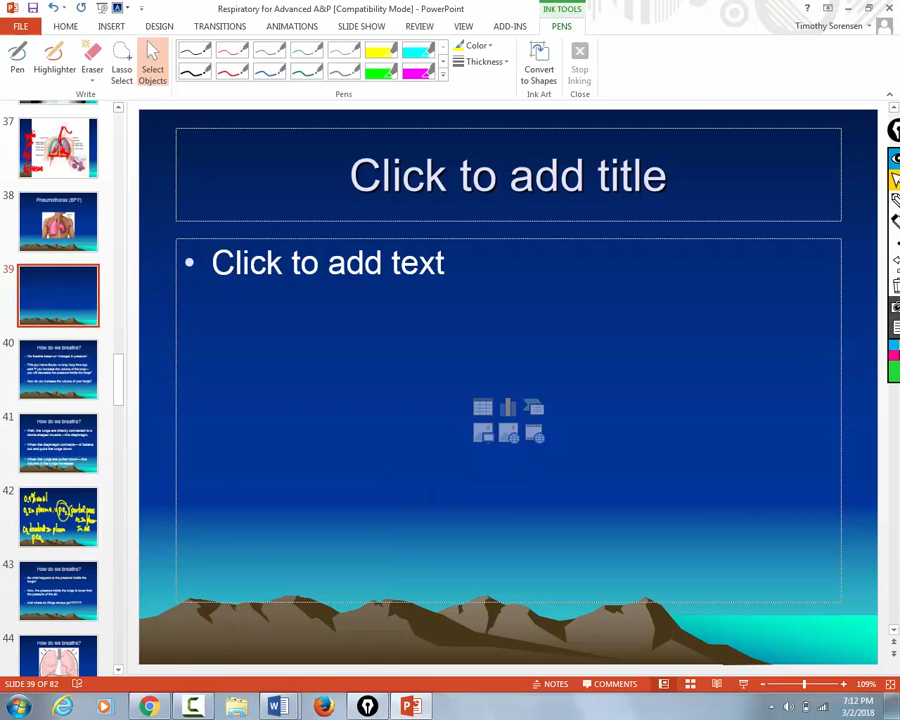 Respiratory for Advanced A&P [Compatibility Mode] - PowerPoint
INK TOOLS
?
FILE HOME INSERT DESIGN TRANSITIONS ANIMATIONS SLIDE SHOW REVIEW VIEW ADD-INS PENS
Timothy Sorensen
Pen Highlighter Eraser Lasso Select Select Objects
Color
Thickness
Convert to Shapes
Stop Inking
Write Pens Ink Art Close
37
38
Pneumothorax (BFY)
39
Click to add title
• Click to add text
40
How do we breathe?
41
How do we breathe?
42
43
How do we breathe?
44
How do we breathe?
SLIDE 39 OF 82
NOTES COMMENTS 109%
7:12 PM
3/2/2018